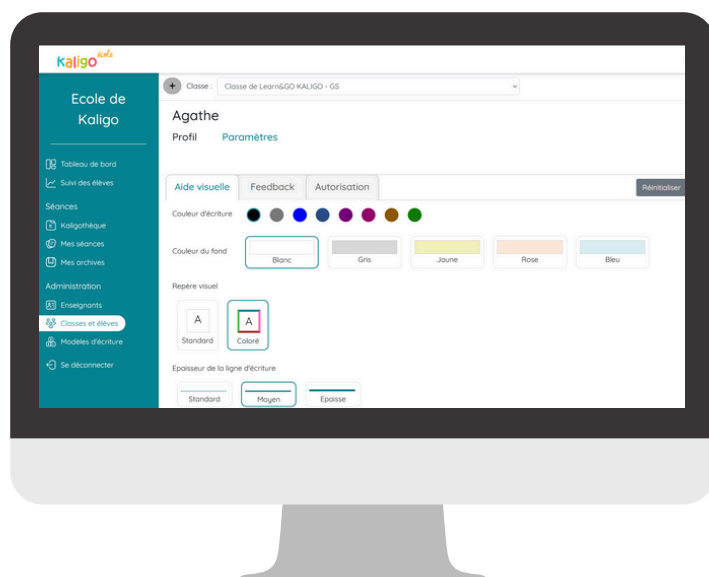 kaligo école
Ecole de
Kaligo
Tableau de bord
Suivi des élèves
Séances
Kaligothèque
Mes séances
Mes archives
Administration
Enseignants
Classes et élèves
Modèles d'écriture
Se déconnecter
+ Classe : Classe de Learn&GO KALIGO - GS
Agathe
Profil Paramètres
Aide visuelle Feedback Autorisation Réinitialiser
Couleur d'écriture
Couleur du fond
Blanc Gris Jaune Rose Bleu
Repère visuel
A A
Standard Coloré
Epaisseur de la ligne d'écriture
Standard Moyen Epaisse